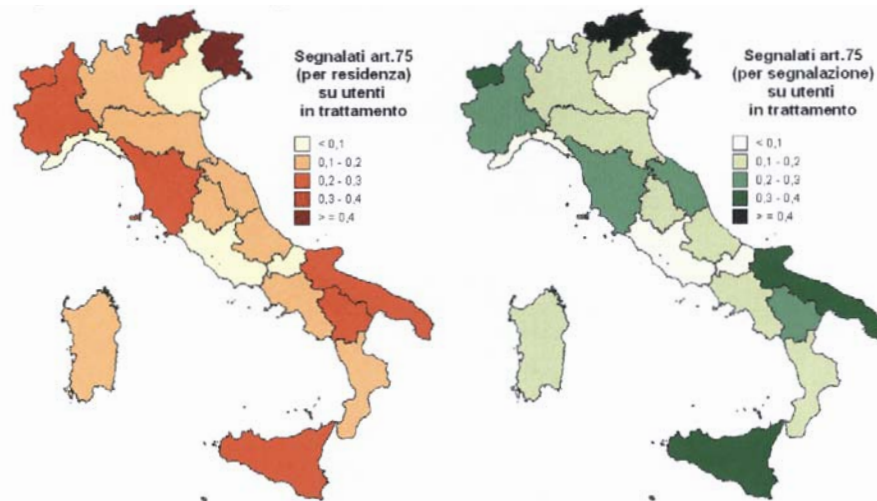 Segnalati art.75
(per residenza)
su utenti
in trattamento
< 0,1
0,1 - 0,2
0,2 - 0,3
0,3 - 0,4
> = 0,4
Segnalati art.75
(per segnalazione)
su utenti
in trattamento
< 0,1
0,1 - 0,2
0,2 - 0,3
0,3 - 0,4
> = 0,4